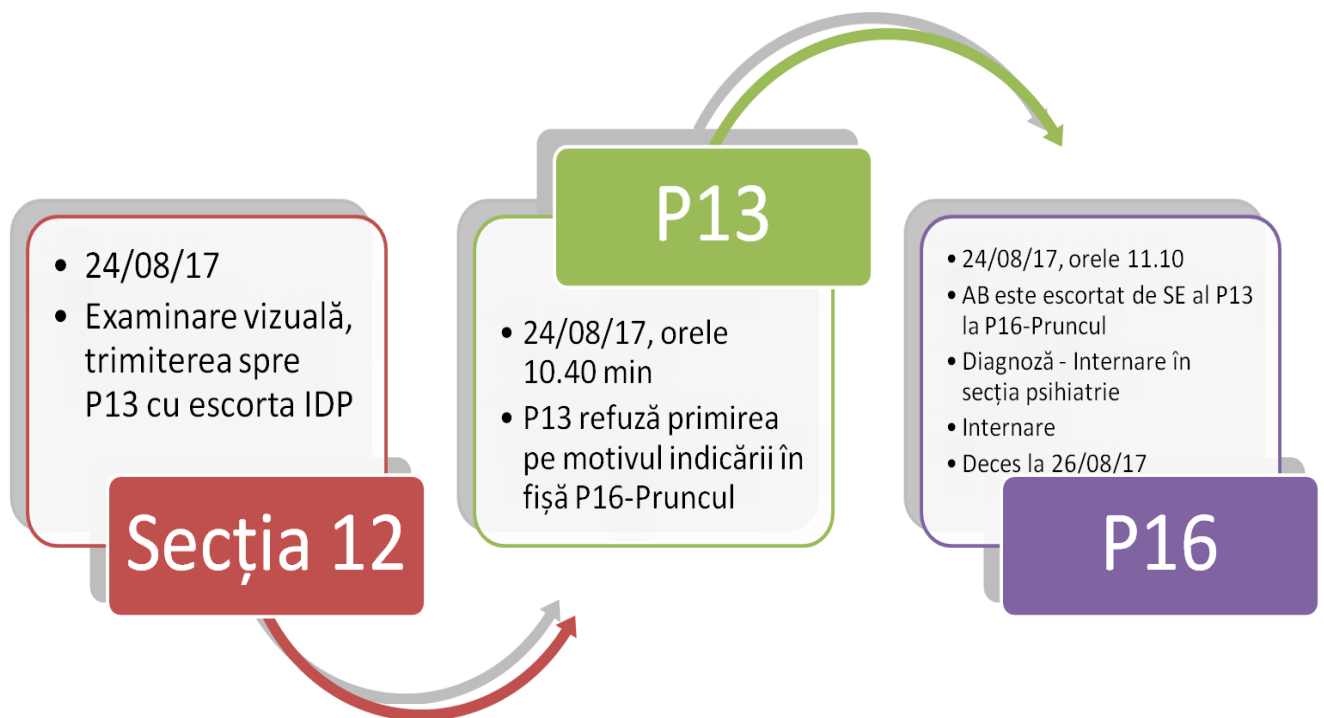 • 24/08/17
• Examinare vizuală,
trimiterea spre
P13 cu escorta IDP
Secția 12
P13
• 24/08/17, orele
10.40 min
• P13 refuză primirea
pe motivul indicării în
fișă P16-Pruncul
• 24/08/17, orele 11.10
• AB este escortat de SE al P13
la P16-Pruncul
• Diagnoză - Internare în
secția psihiatrie
• Internare
• Deces la 26/08/17
P16